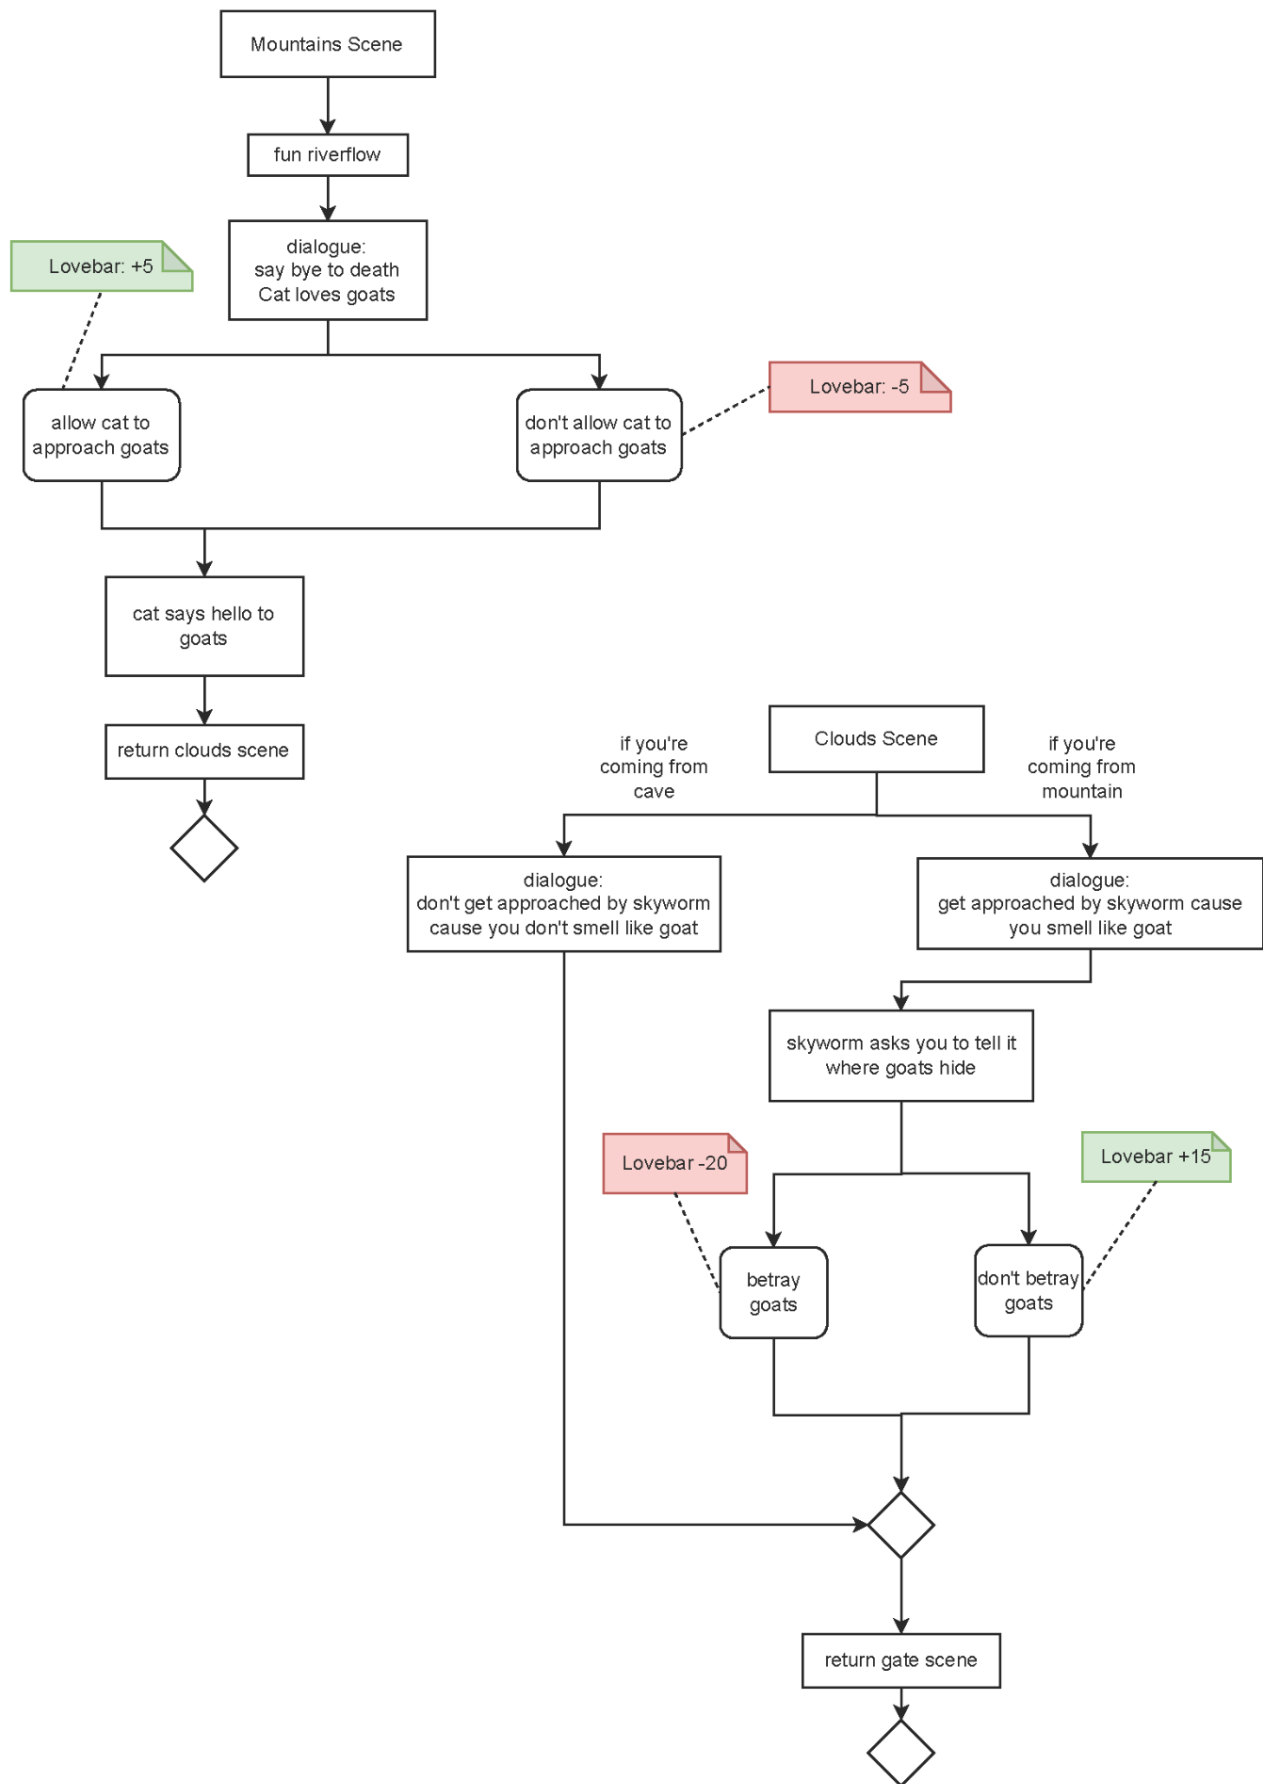 Mountains Scene
fun riverflow
dialogue:
say bye to death
Cat loves goats
Lovebar: +5
Lovebar: -5
allow cat to
approach goats
don't allow cat to
approach goats
cat says hello to
goats
return clouds scene
Clouds Scene
if you're
coming from
cave
if you're
coming from
mountain
dialogue:
don't get approached by skyworm
cause you don't smell like goat
dialogue:
get approached by skyworm cause
you smell like goat
skyworm asks you to tell it
where goats hide
Lovebar -20
Lovebar +15
betray
goats
don't betray
goats
return gate scene